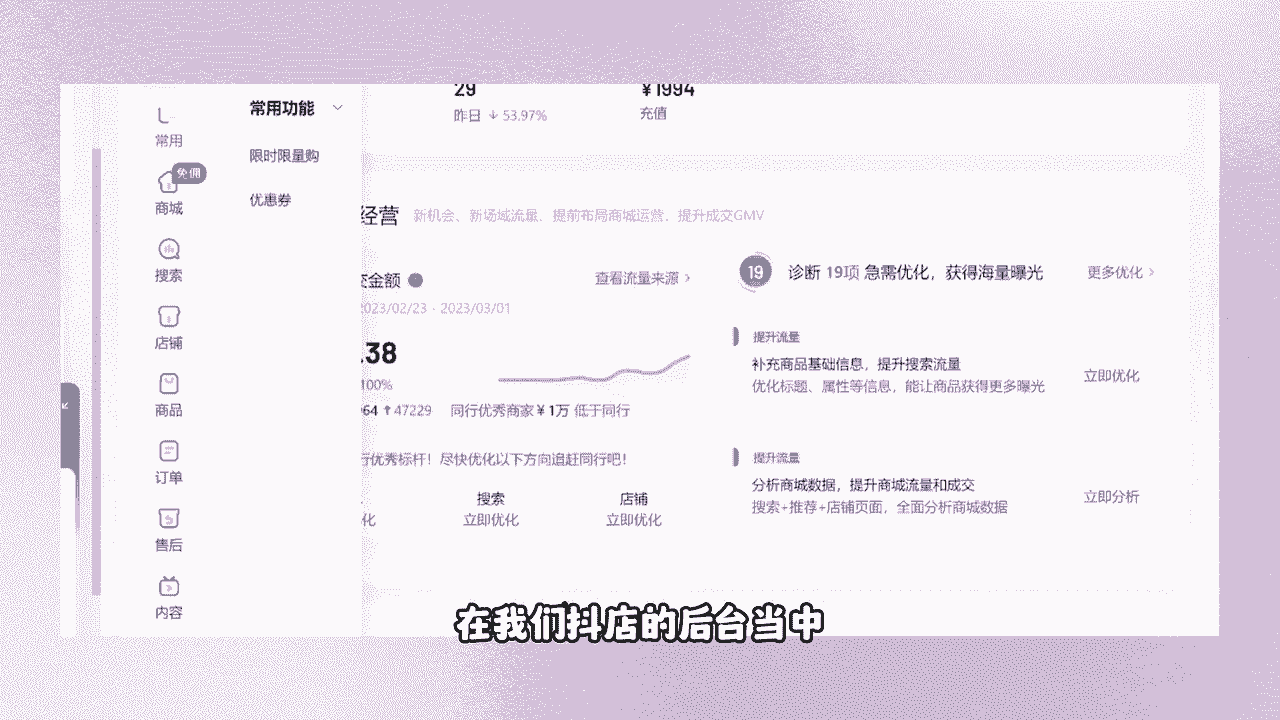 29
¥1994
昨日 ↓ 53.97%
充值
常用功能
常用
限时限量购
免佣
商城
优惠券
搜索
店铺
商品
订单
售后
内容
经营 新机会、新场域流量，提前布局商城运营，提升成交GMV
金额
查看流量来源 >
2023/02/23 - 2023/03/01
.38
100%
64 ↑47229 同行优秀商家¥1万 低于同行
优秀标杆！尽快优化以下方向追赶同行吧！
搜索
店铺
化
立即优化
立即优化
19 诊断 19项 急需优化，获得海量曝光
更多优化 >
提升流量
补充商品基础信息，提升搜索流量
优化标题、属性等信息，能让商品获得更多曝光
立即优化
提升流量
分析商城数据，提升商城流量和成交
搜索+推荐+店铺页面，全面分析商城数据
立即分析
在我们抖店的后台当中